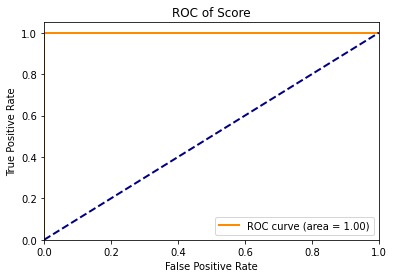 ROC of Score
True Positive Rate
1.0
0.8
0.6
0.4
0.2
0.0
ROC curve (area = 1.00)
0.0 0.2 0.4 0.6 0.8 1.0
False Positive Rate